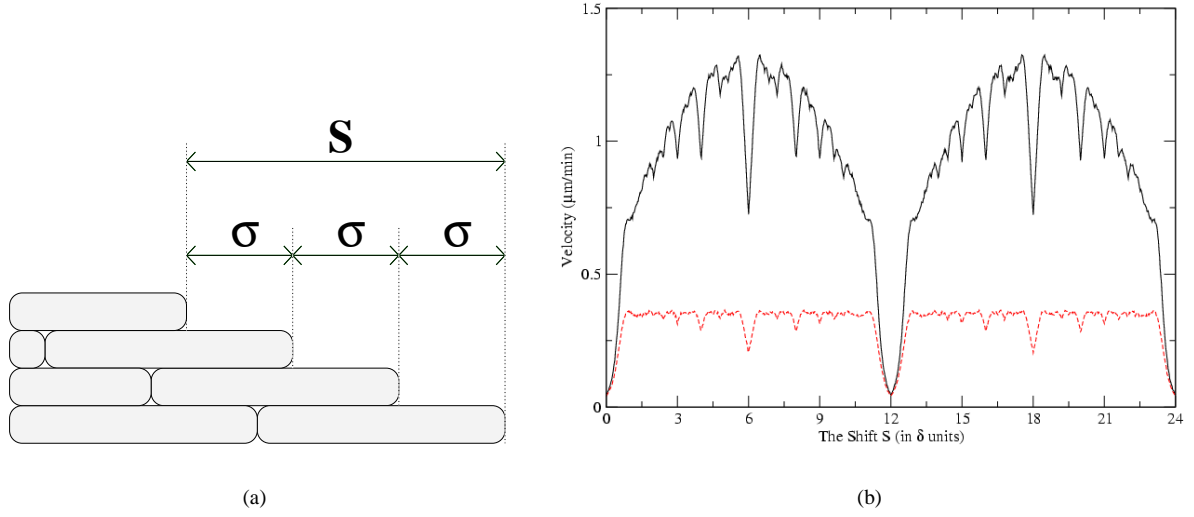 S
σ σ σ
(a)
1.5
1
0.5
0
Velocity (μm/min)
0 3 6 9 12 15 18 21 24
The Shift S (in δ units)
(b)